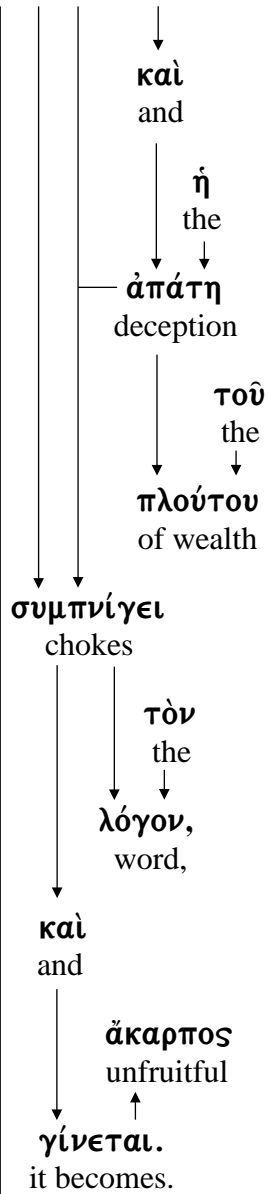 καὶ
and
ἡ
the
ἀπάτη
deception
τοῦ
the
πλούτου
of wealth
συμπνίγει
chokes
τὸν
the
λόγον,
word,
καὶ
and
ἄκαρπος
unfruitful
γίνεται.
it becomes.